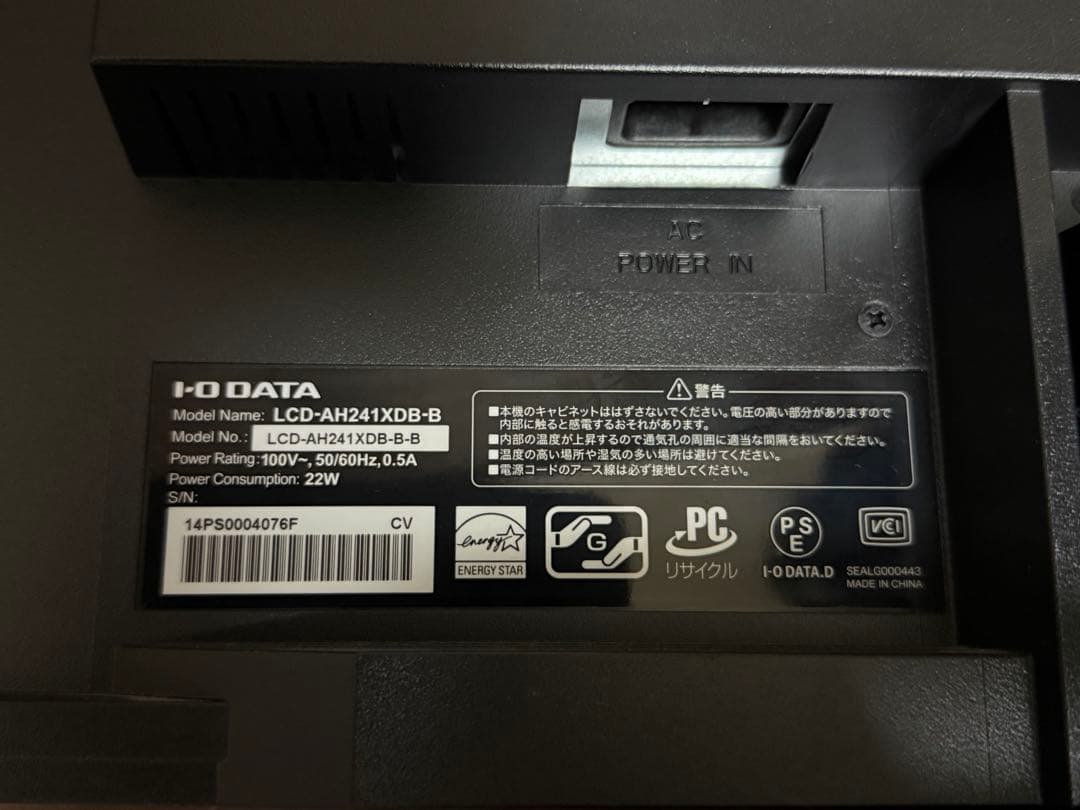 AC
POWER IN
I-O DATA
Model Name: LCD-AH241XDB-B
Model No.: LCD-AH241XDB-B-B
Power Rating: 100V~, 50/60Hz, 0.5A
Power Consumption: 22W
S/N:
14PS0004076F CV
警告
■本機のキャビネットははずさないでください。電圧の高い部分がありますので
内部に触ると感電するおそれがあります。
■内部の温度が上昇するので通気孔の周囲に適当な間隔をおいてください。
■温度の高い場所や湿気の多い場所は避けてください。
■電源コードのアース線は必ず接地してください。
energy
ENERGY STAR
G
PC
リサイクル
PS
E
I-O DATA.D
VCI
SEALG000443
MADE IN CHINA